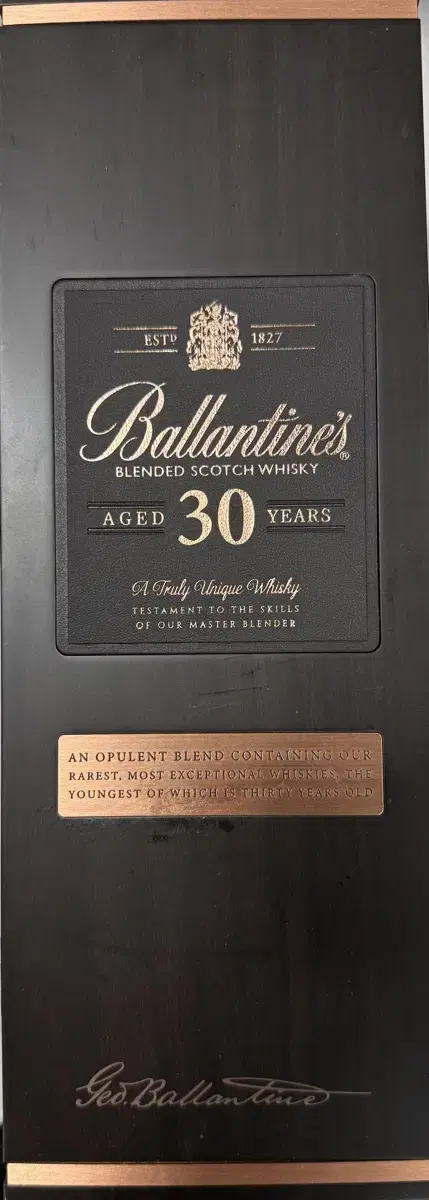 ESTD 1827
Ballantine's®
BLENDED SCOTCH WHISKY
AGED 30 YEARS
A Truly Unique Whisky
TESTAMENT TO THE SKILLS
OF OUR MASTER BLENDER
AN OPULENT BLEND CONTAINING OUR
RAREST, MOST EXCEPTIONAL WHISKIES, THE
YOUNGEST OF WHICH IS THIRTY YEARS OLD
Geo. Ballantine